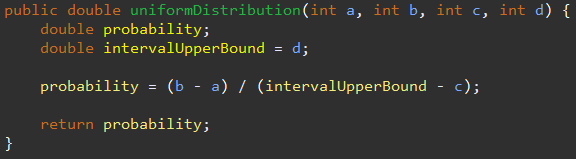 public double uniformDistribution(int a, int b, int c, int d) {
    double probability;
    double intervalUpperBound = d;

    probability = (b - a) / (intervalUpperBound - c);

    return probability;
}